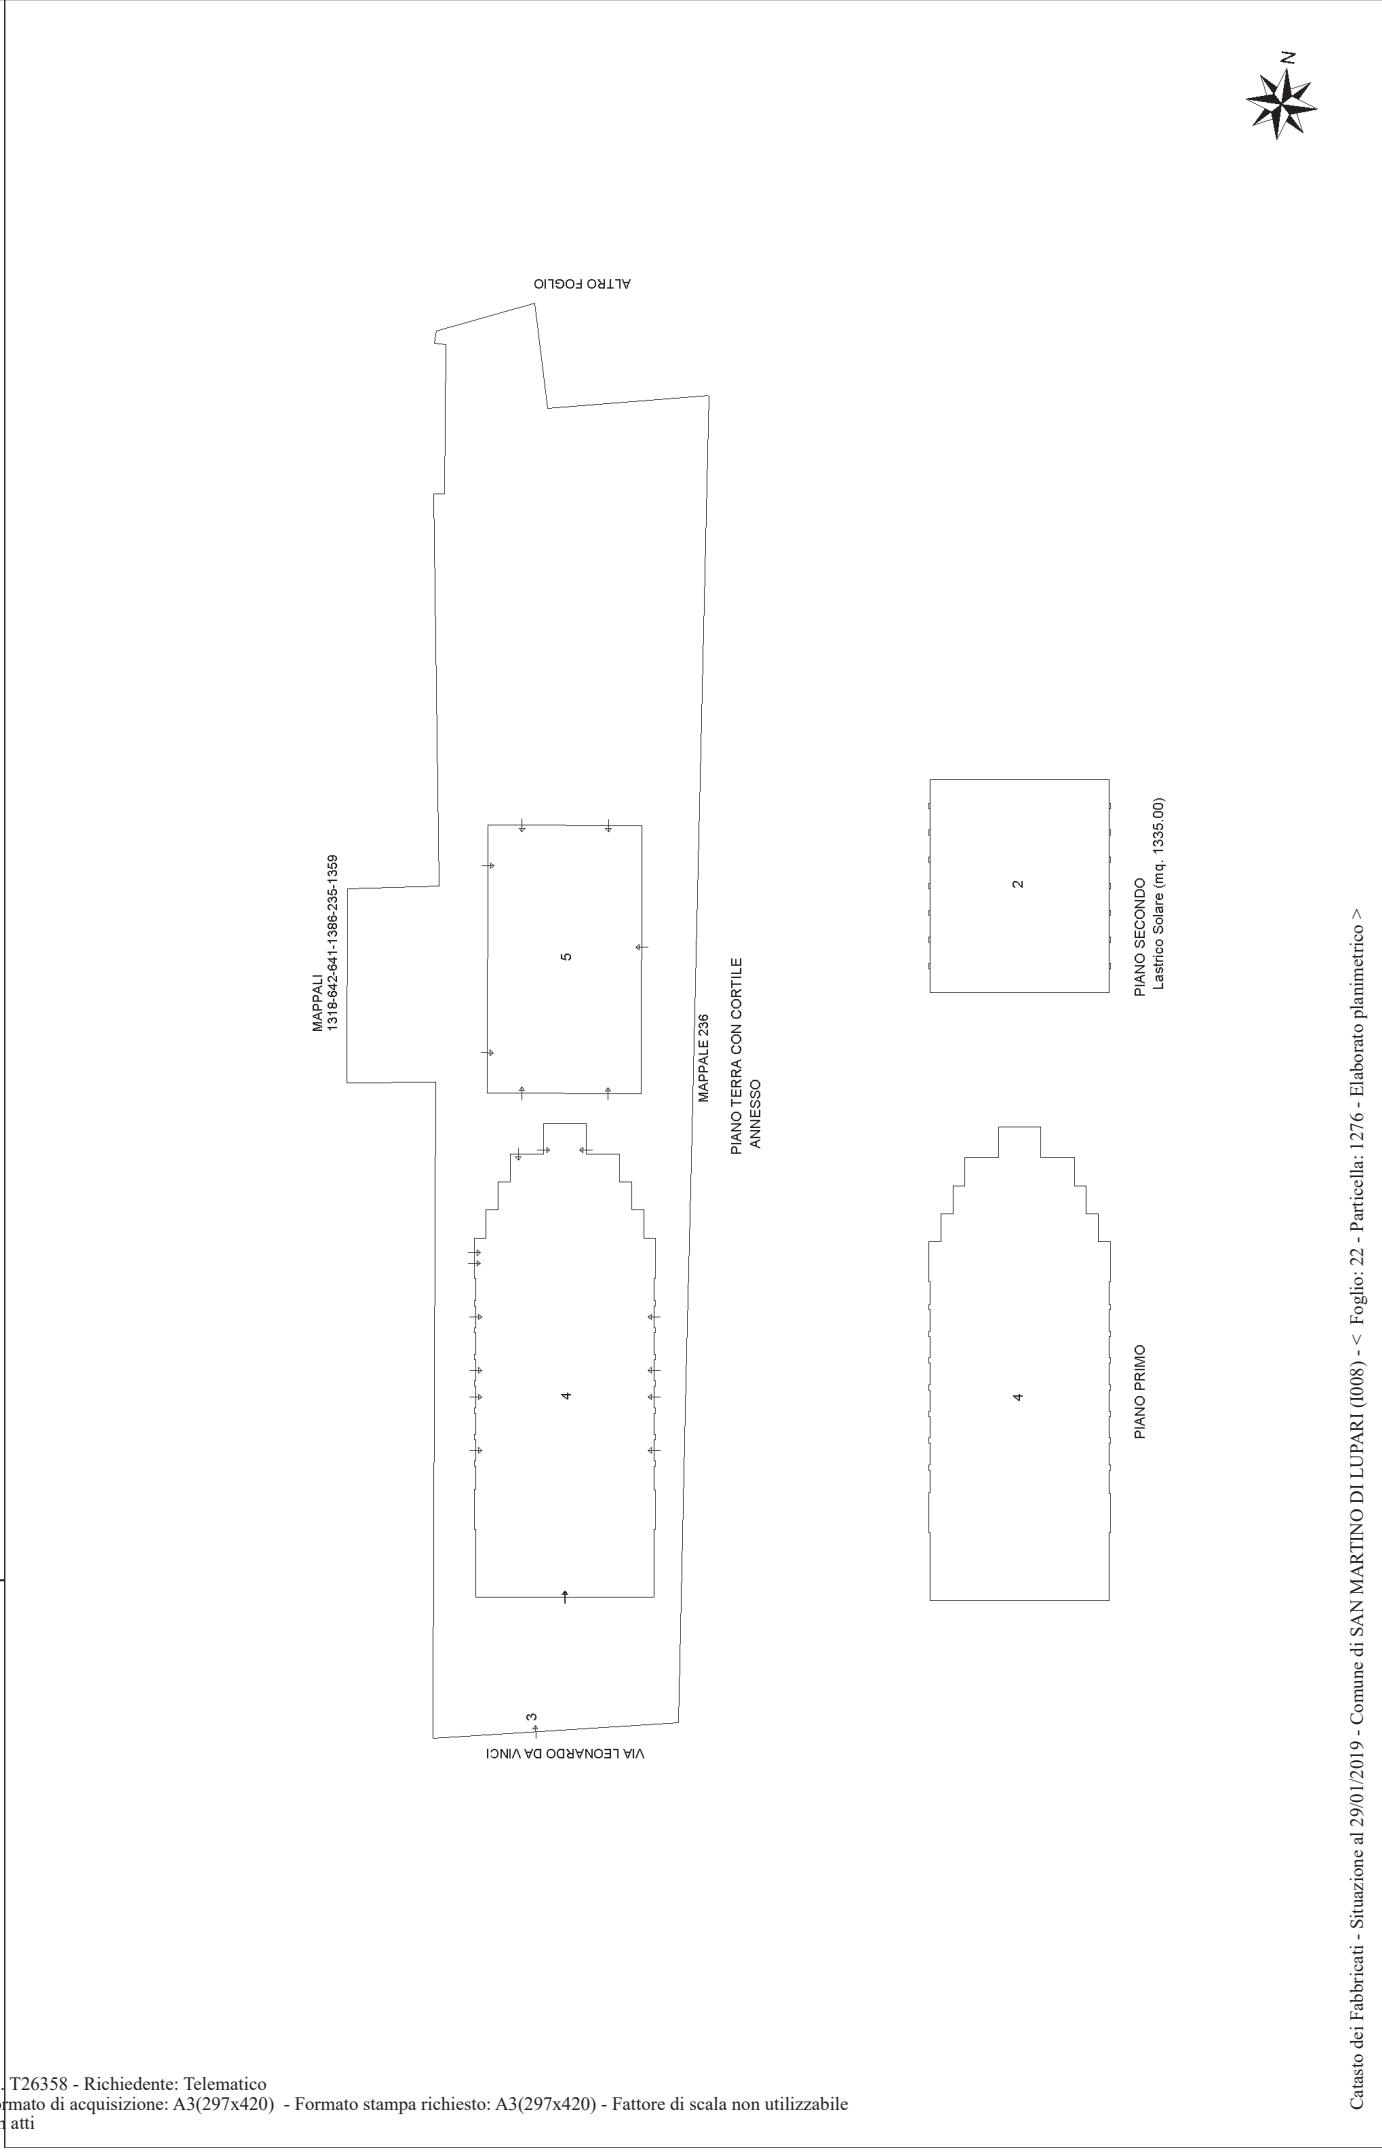 N
ALTRO FOGLIO
MAPPALI
1318-642-641-1386-235-1359
5
MAPPALE 236
PIANO TERRA CON CORTILE
ANNESSO
4
3
VIA LEONARDO DA VINCI
2
PIANO SECONDO
Lastrico Solare (mq. 1335.00)
4
PIANO PRIMO
Catasto dei Fabbricati - Situazione al 29/01/2019 - Comune di SAN MARTINO DI LUPARI (I008) - < Foglio: 22 - Particella: 1276 - Elaborato planimetrico >
. T26358 - Richiedente: Telematico
rmato di acquisizione: A3(297x420) - Formato stampa richiesto: A3(297x420) - Fattore di scala non utilizzabile
n atti